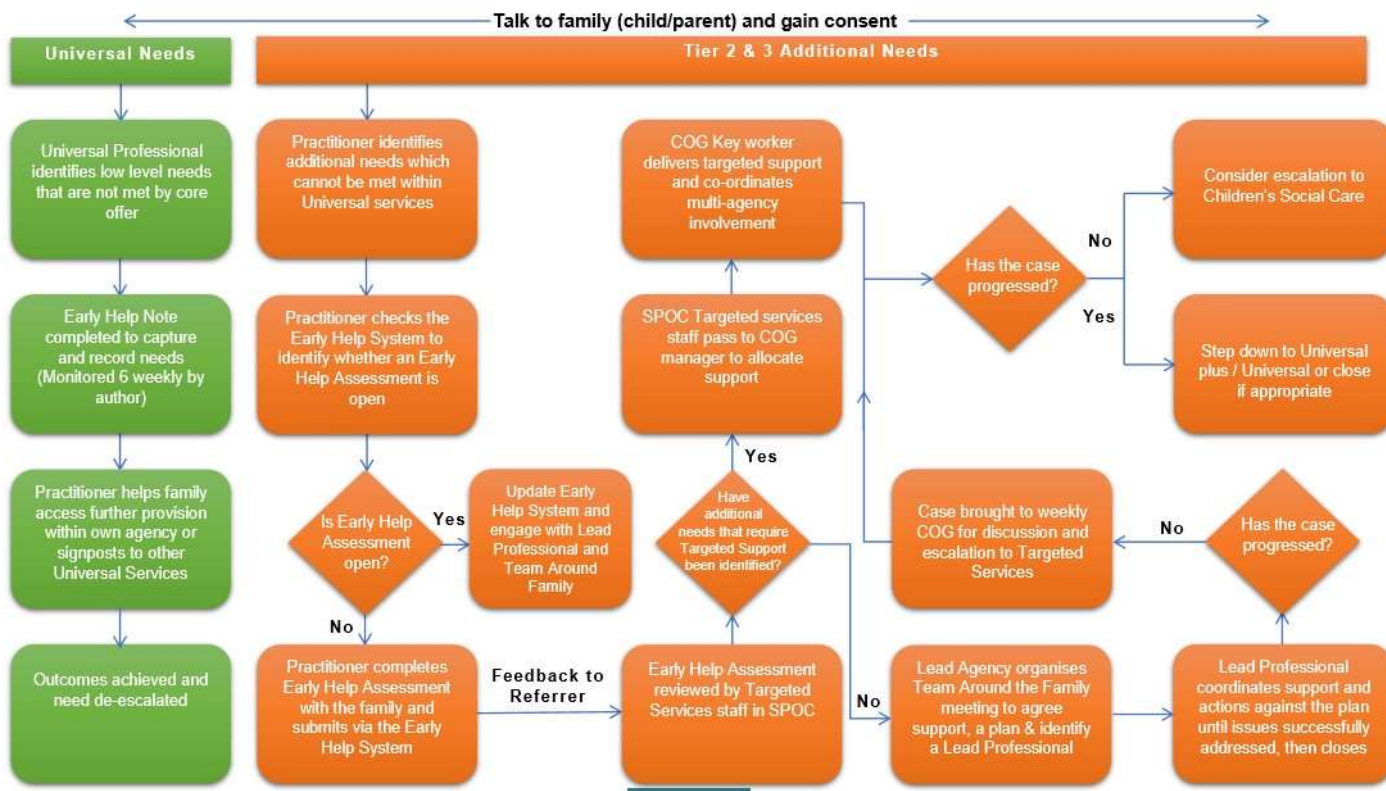 Talk to family (child/parent) and gain consent
Universal Needs
Tier 2 & 3 Additional Needs
Universal Professional
identifies low level needs
that are not met by core
offer
Early Help Note
completed to capture
and record needs
(Monitored 6 weekly by
author)
Practitioner helps family
access further provision
within own agency or
signposts to other
Universal Services
Outcomes achieved and
need de-escalated
Practitioner identifies
additional needs which
cannot be met within
Universal services
Practitioner checks the
Early Help System to
identify whether an Early
Help Assessment is
open
Is Early Help
Assessment
open?
Yes
Update Early
Help System and
engage with Lead
Professional and
Team Around
Family
No
Practitioner completes
Early Help Assessment
with the family and
submits via the Early
Help System
Feedback to
Referrer
Early Help Assessment
reviewed by Targeted
Services staff in SPOC
Have
additional
needs that require
Targeted Support
been identified?
Yes
SPOC Targeted services
staff pass to COG
manager to allocate
support
COG Key worker
delivers targeted support
and co-ordinates
multi-agency
involvement
No
Lead Agency organises
Team Around the Family
meeting to agree
support, a plan & identify
a Lead Professional
Lead Professional
coordinates support and
actions against the plan
until issues successfully
addressed, then closes
Has the case
progressed?
No
Case brought to weekly
COG for discussion and
escalation to Targeted
Services
Has the case
progressed?
No
Consider escalation to
Children's Social Care
Yes
Step down to Universal
plus / Universal or close
if appropriate